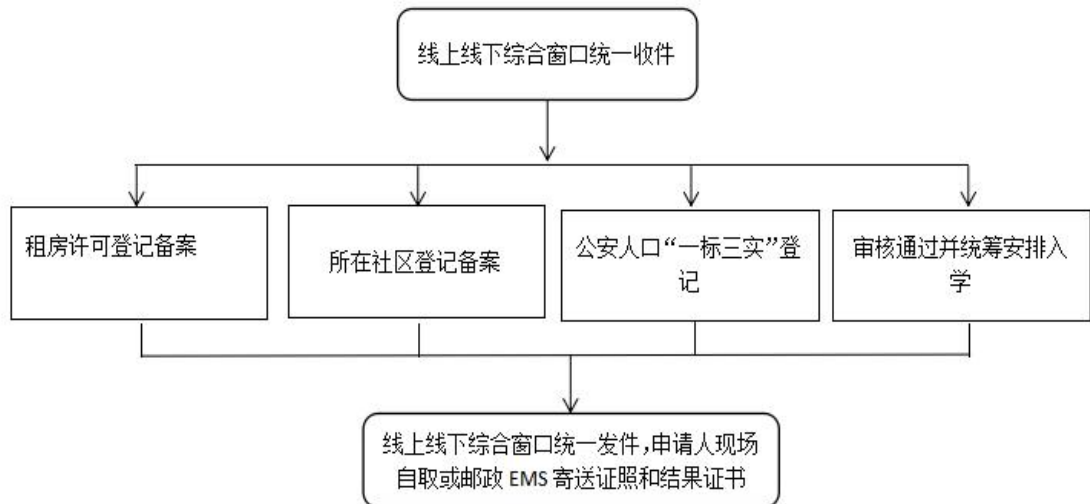 线上线下综合窗口统一收件
租房许可登记备案
所在社区登记备案
公安人口“一标三实”登
记
审核通过并统筹安排入
学
线上线下综合窗口统一发件,申请人现场
自取或邮政 EMS 寄送证照和结果证书